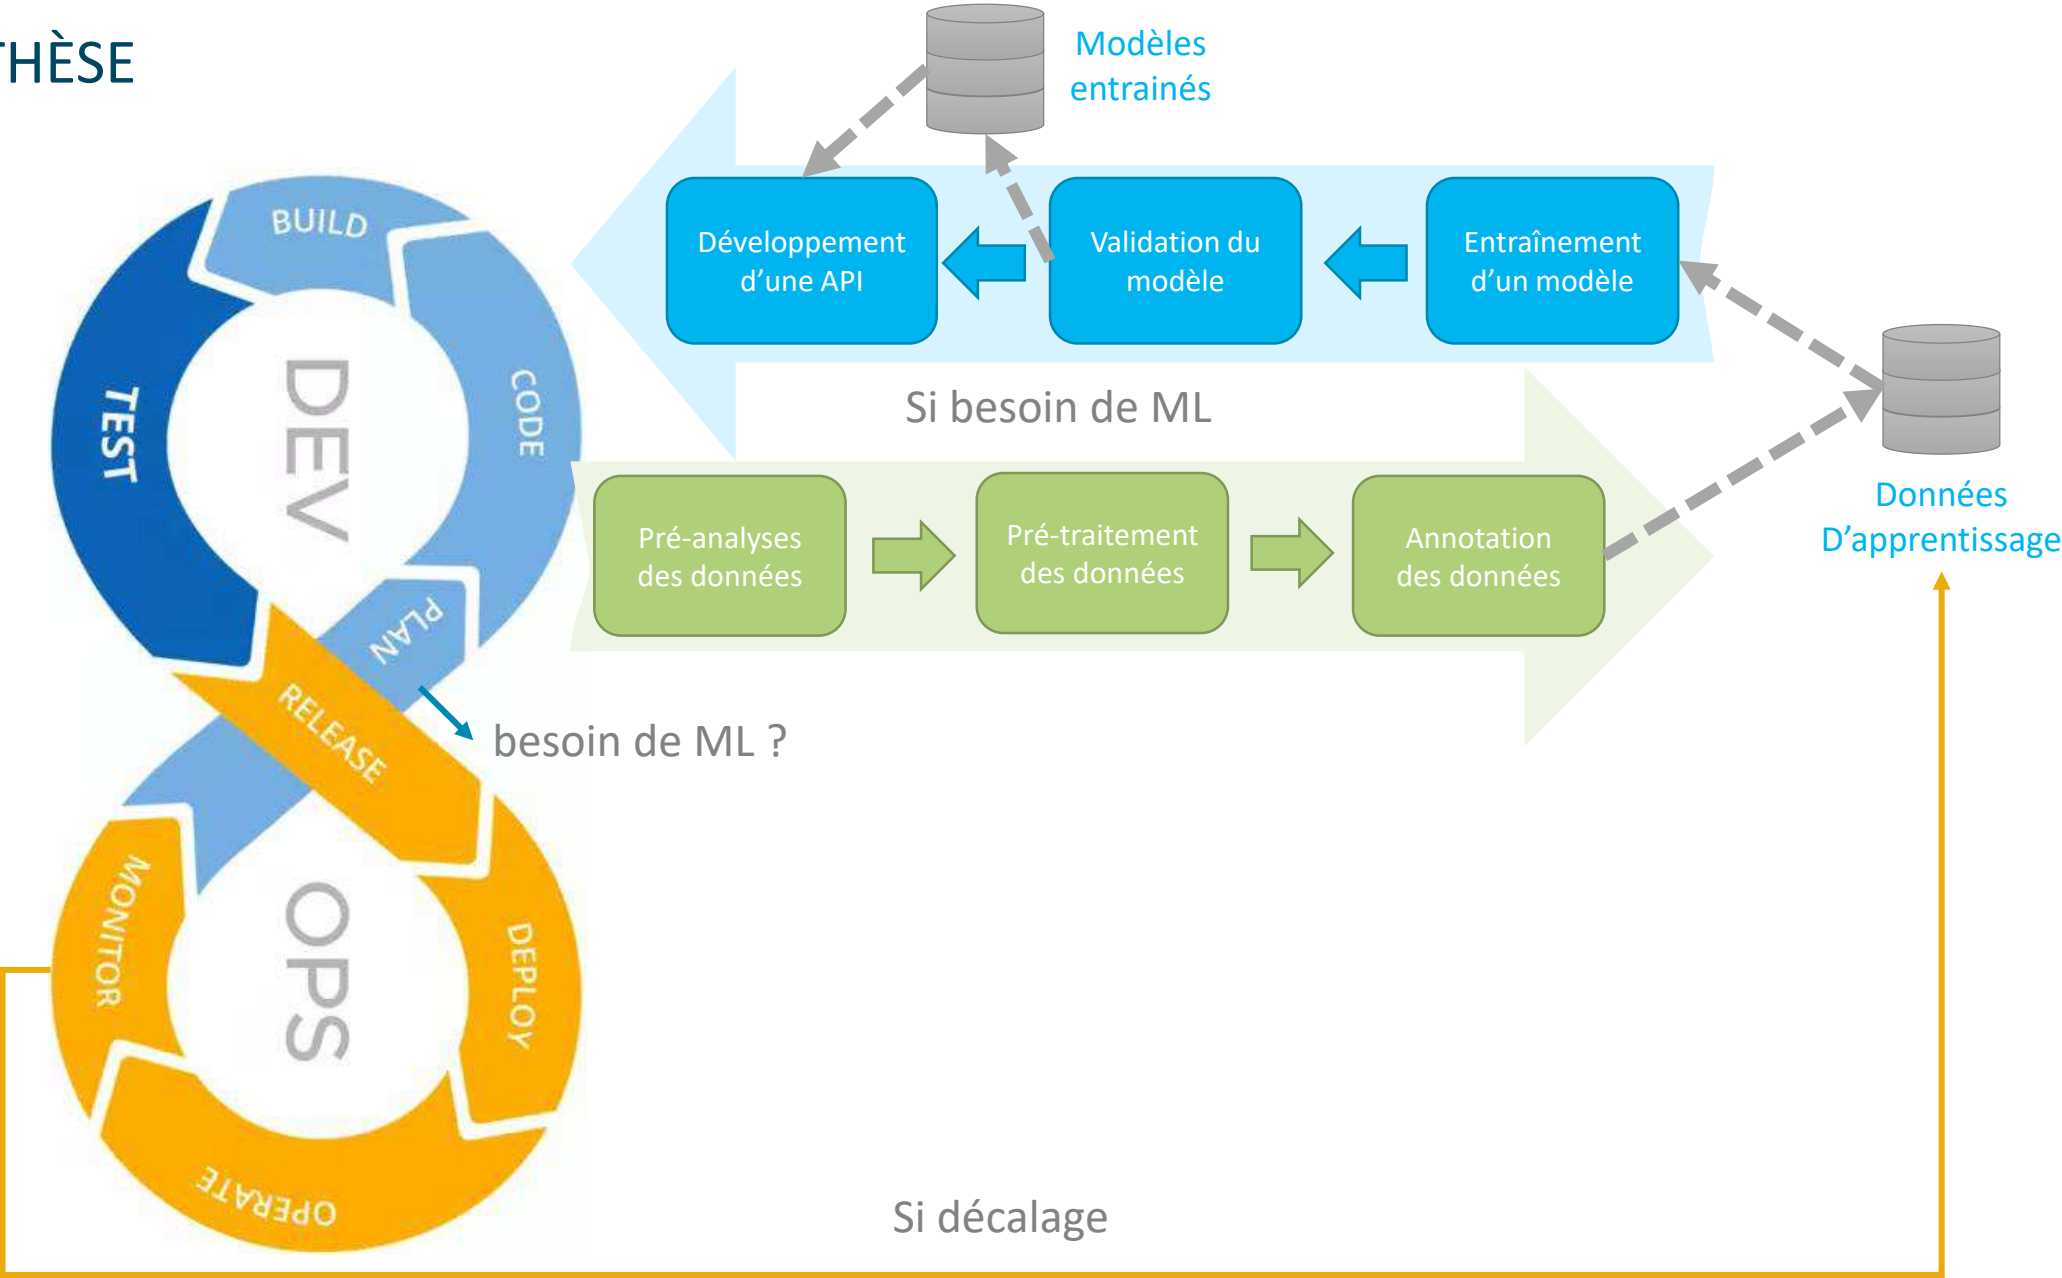 THÈSE
Modèles
entrainés
BUILD
CODE
TEST
DEV
PLAN
RELEASE
MONITOR
OPS
DEPLOY
OPERATE
Développement
d’une API
Validation du
modèle
Entraînement
d’un modèle
Si besoin de ML
Pré-analyses
des données
Pré-traitement
des données
Annotation
des données
Données
D’apprentissage
besoin de ML ?
Si décalage